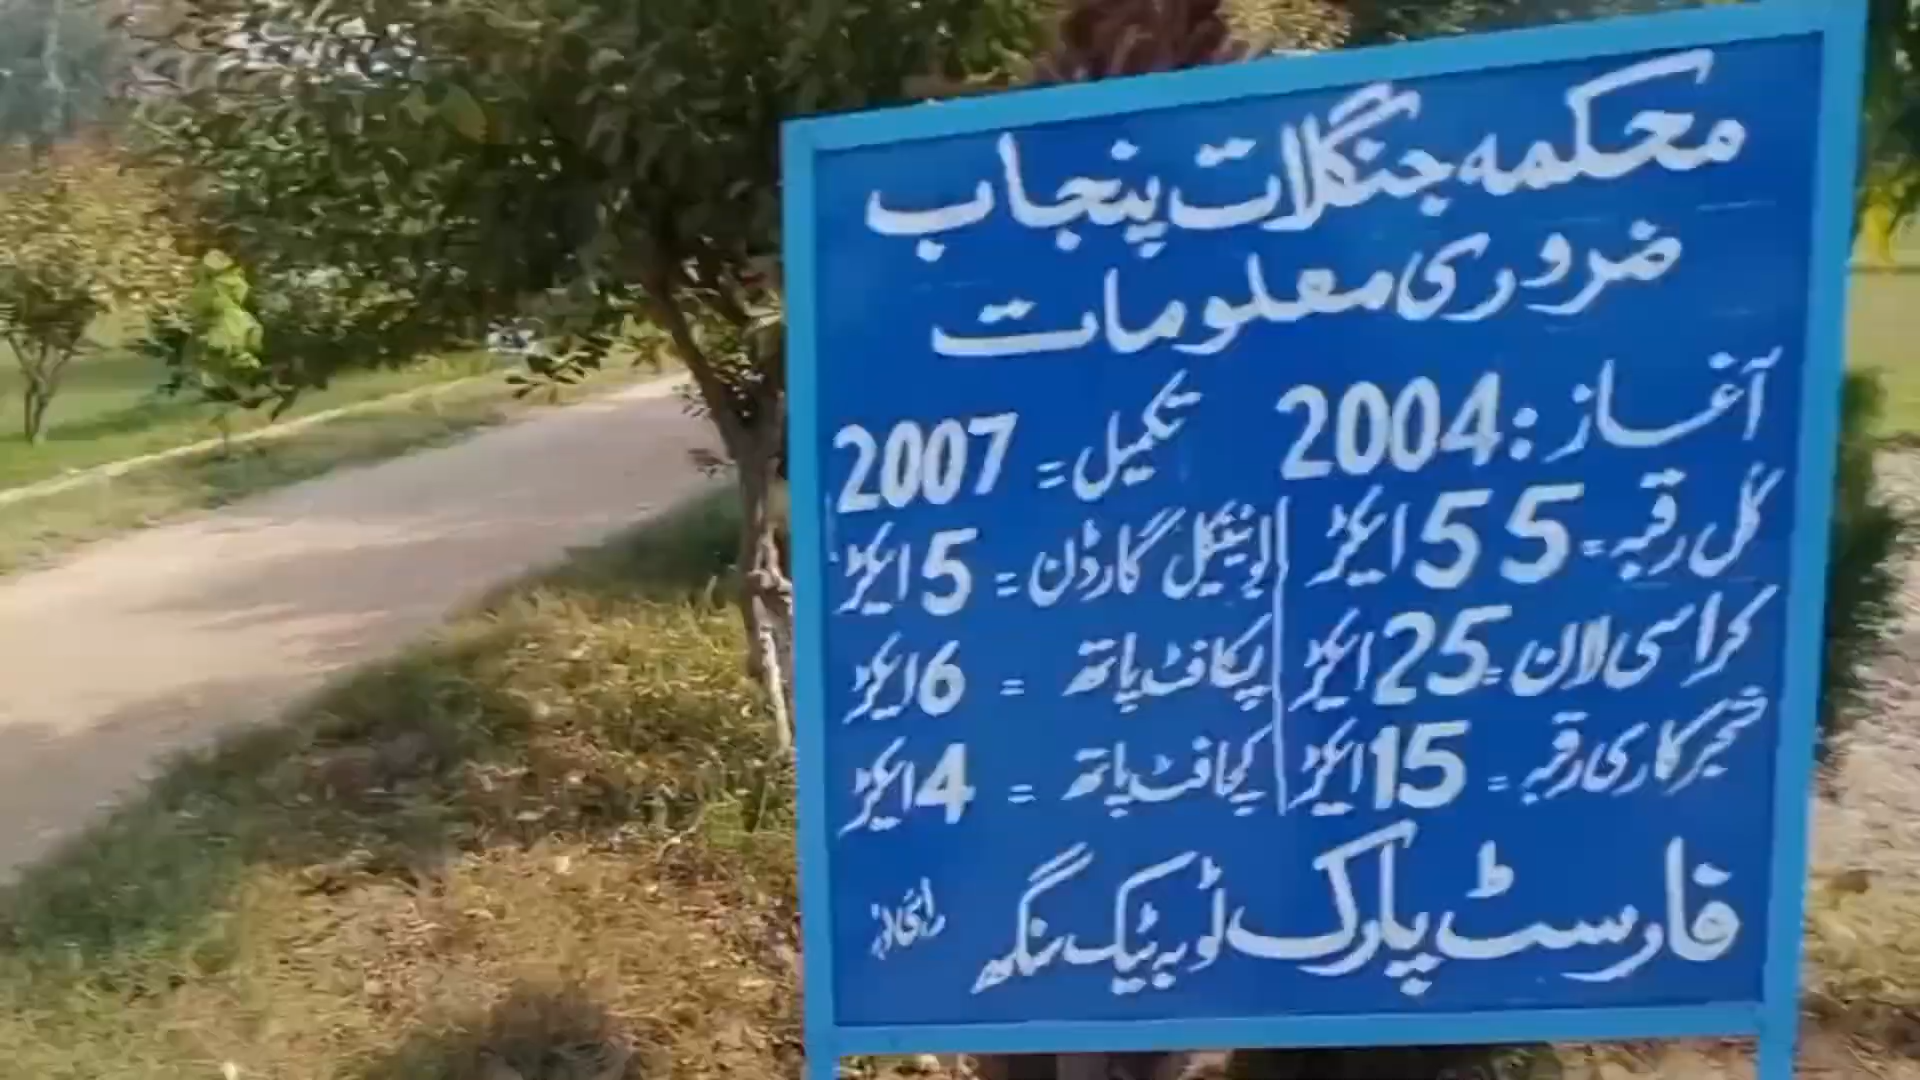 محکمہ جنگلات پنجاب
ضروری معلومات
آغاز : 2004 تکمیل = 2007
کُل رقبہ = 55 ایکڑ | بوٹینیکل گارڈن = 5 ایکڑ
گراسی لان = 25 ایکڑ | پکا فٹ پاتھ = 6 ایکڑ
شجرکاری رقبہ = 15 ایکڑ | کچا فٹ پاتھ = 4 ایکڑ
فارسٹ پارک ٹوبہ ٹیک سنگھ